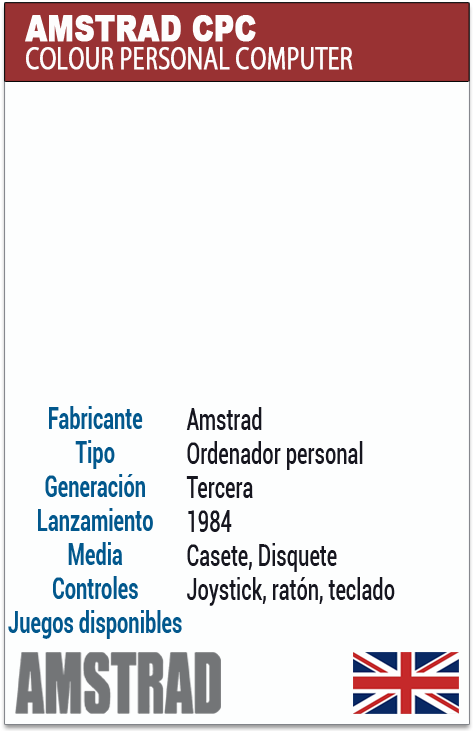 AMSTRAD CPC
COLOUR PERSONAL COMPUTER
Fabricante Amstrad
Tipo Ordenador personal
Generación Tercera
Lanzamiento 1984
Media Casete, Disquete
Controles Joystick, ratón, teclado
Juegos disponibles
AMSTRAD